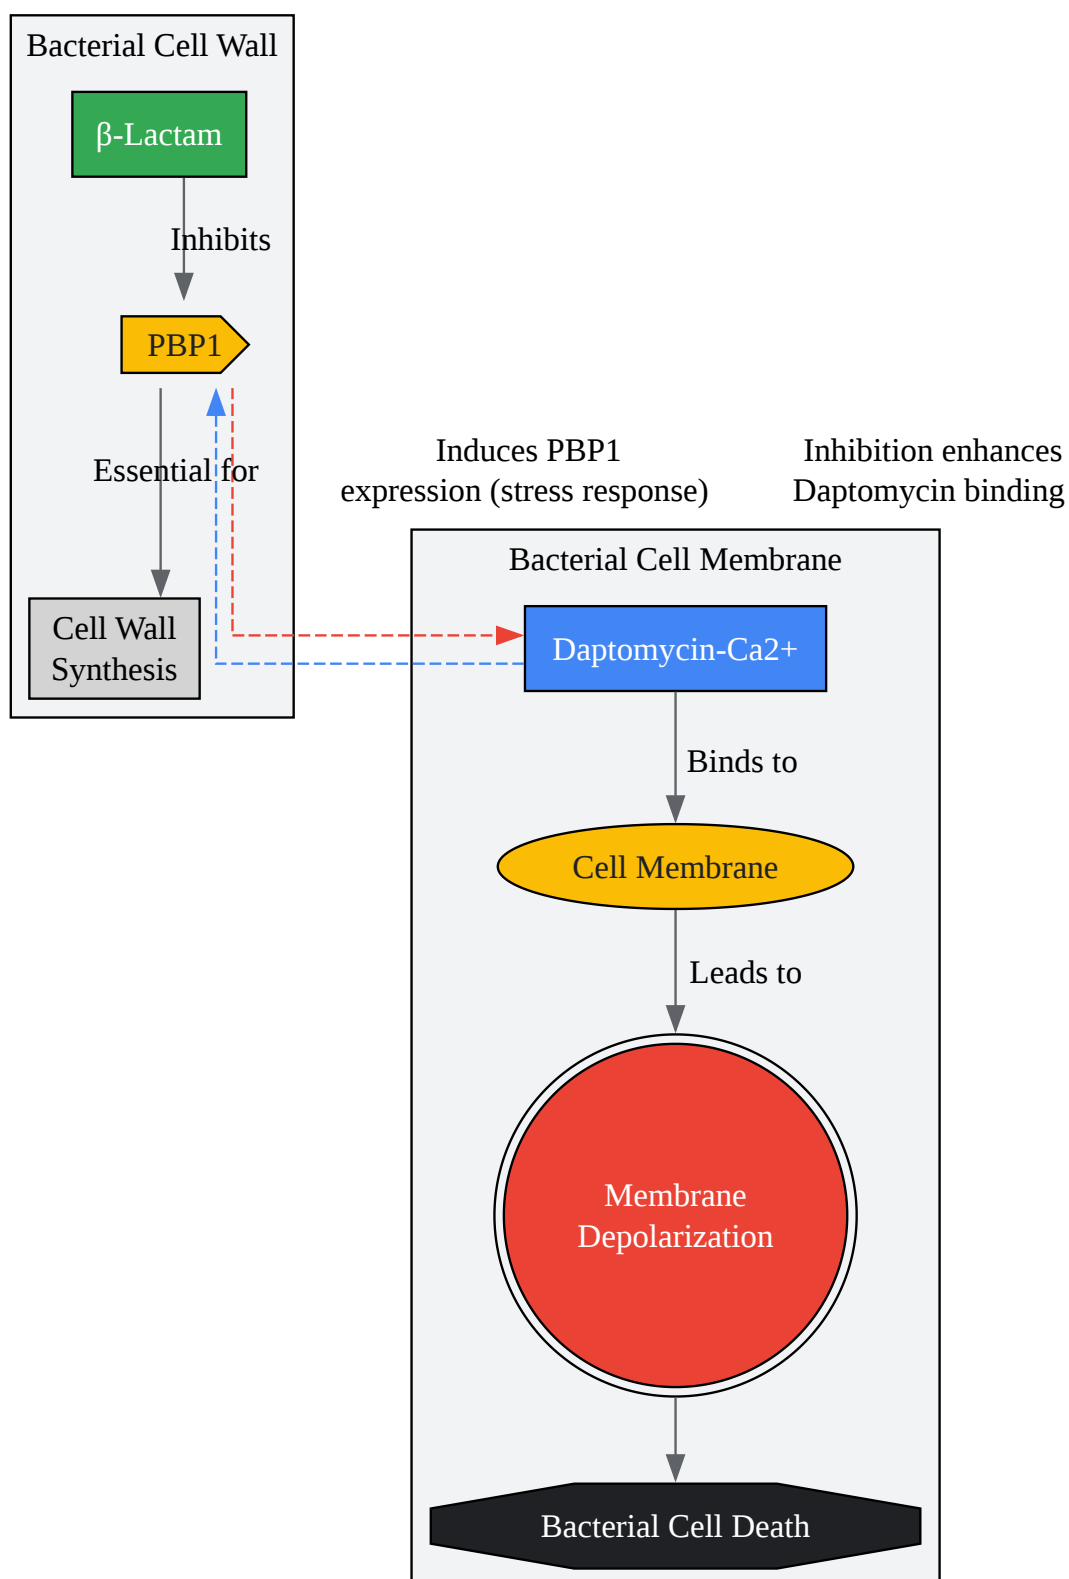 Bacterial Cell Wall
β-Lactam
Inhibits
PBP1
Essential for
Cell Wall
Synthesis
Induces PBP1
expression (stress response)
Inhibition enhances
Daptomycin binding
Bacterial Cell Membrane
Daptomycin-Ca2+
Binds to
Cell Membrane
Leads to
Membrane
Depolarization
Bacterial Cell Death